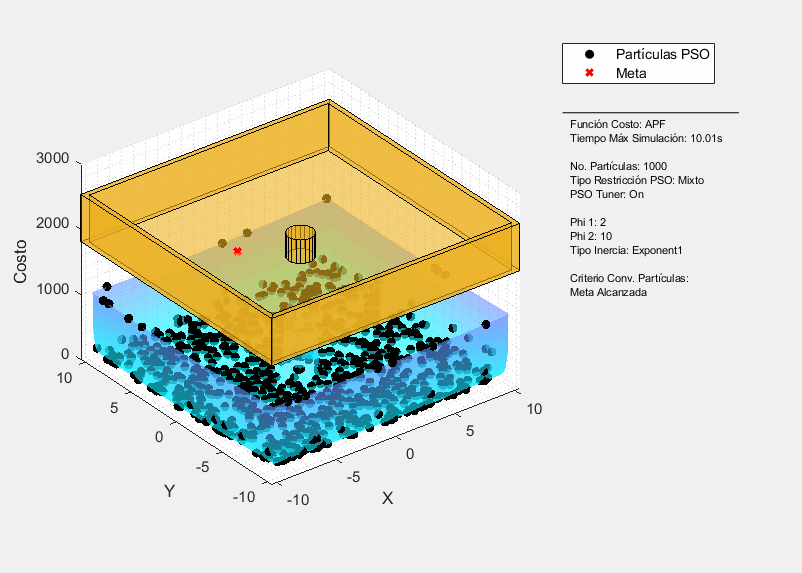 Partículas PSO
Meta
Función Costo: APF
Tiempo Máx Simulación: 10.01s
No. Partículas: 1000
Tipo Restricción PSO: Mixto
PSO Tuner: On
Phi 1: 2
Phi 2: 10
Tipo Inercia: Exponent1
Criterio Conv. Partículas:
Meta Alcanzada
3000
2000
1000
0
Costo
10
5
0
-5
-10
Y
-10
-5
0
5
10
X